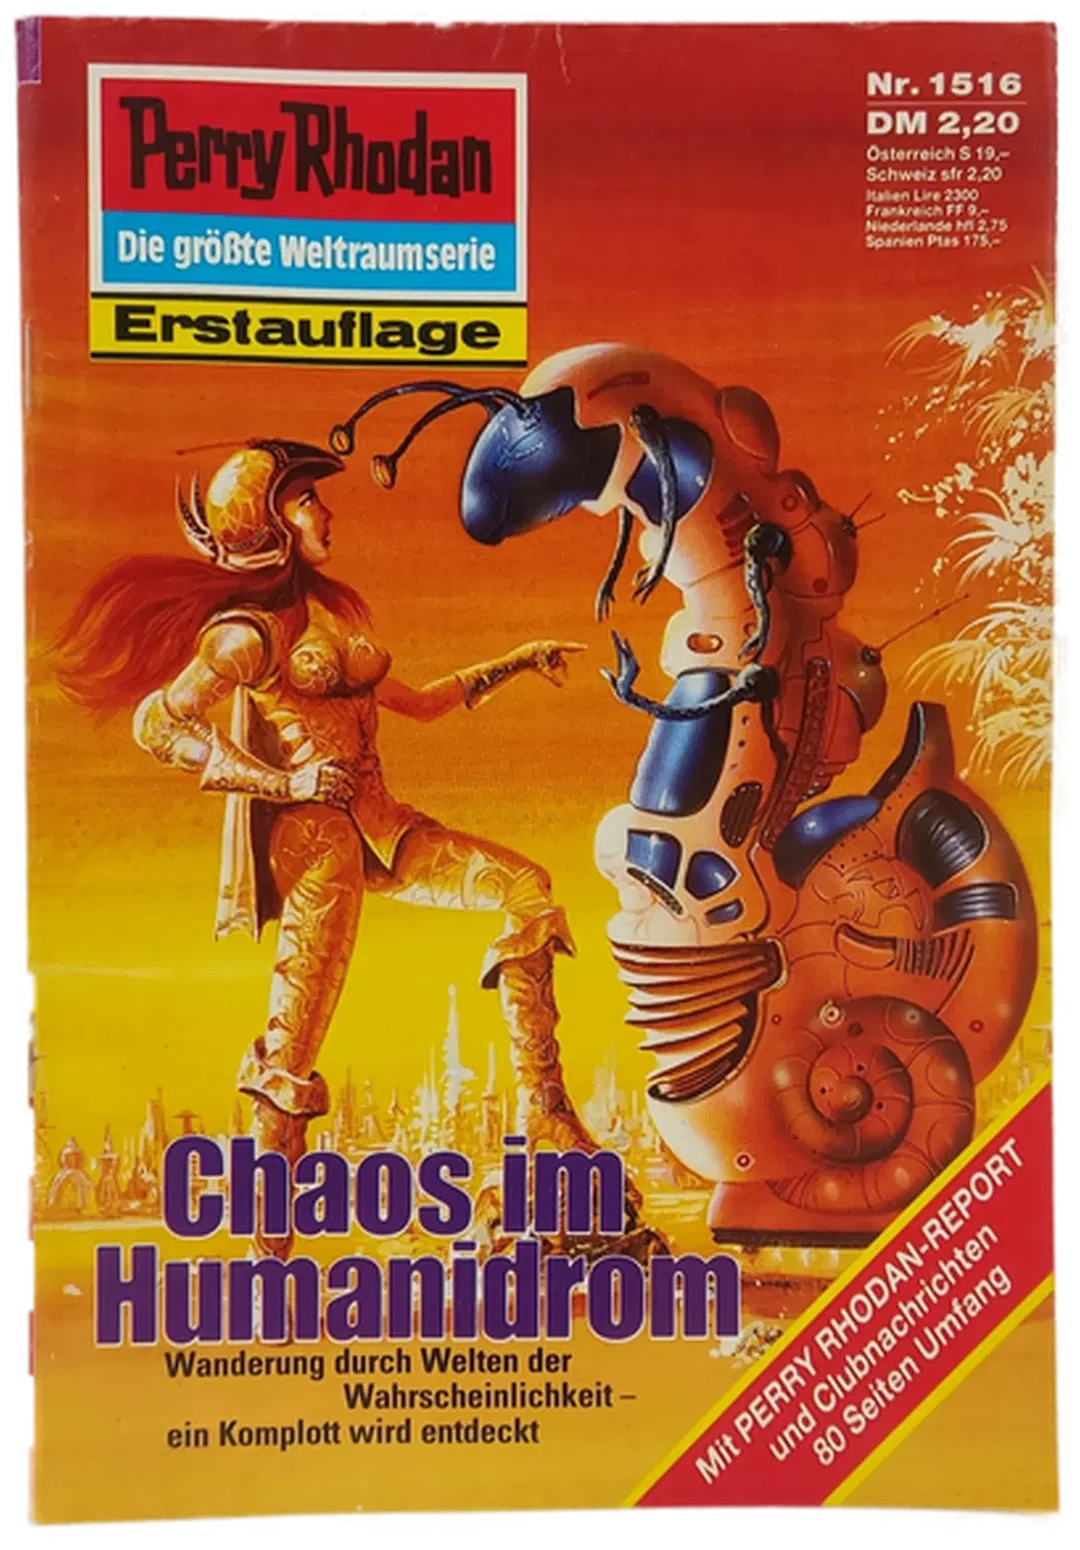 Perry Rhodan
Die größte Weltraumserie
Erstauflage
Nr. 1516
DM 2,20
Österreich S 19,–
Schweiz sfr 2,20
Italien Lire 2300
Frankreich FF 9,–
Niederlande hfl 2,75
Spanien Ptas 175,–
Chaos im
Humanidrom
Wanderung durch Welten der
Wahrscheinlichkeit –
ein Komplott wird entdeckt
Mit PERRY RHODAN-REPORT
und Clubnachrichten
80 Seiten Umfang